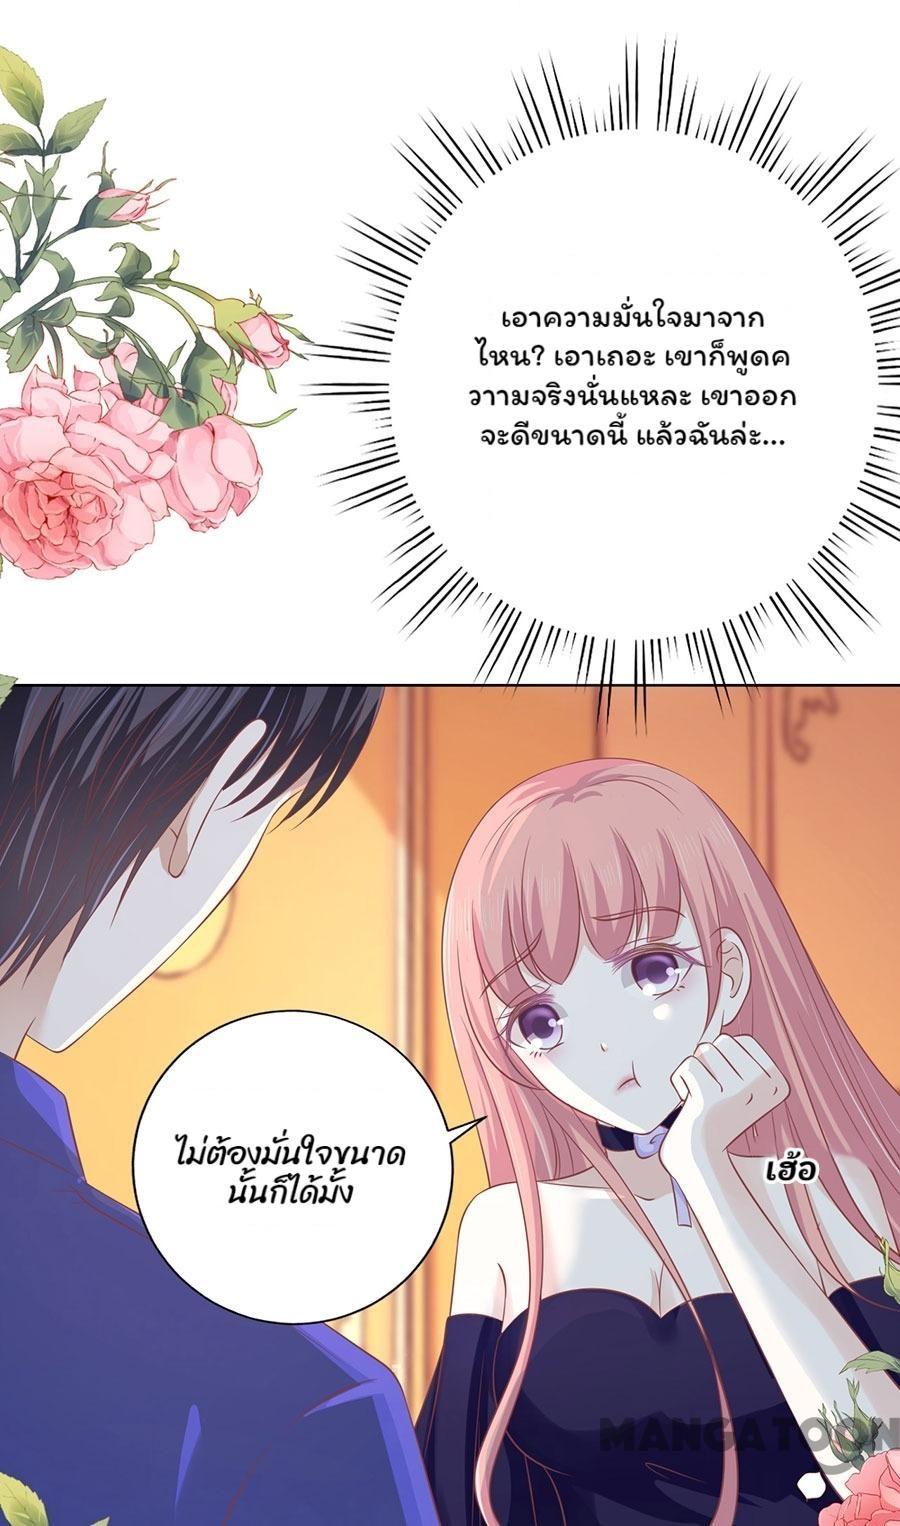 เอาความมั่นใจมาจาก
ไหน? เอาเถอะ เขาก็พูดค
วาามจริงนั่นแหละ เขาออก
จะดีขนาดนี้ แล้วฉันล่ะ...
ไม่ต้องมั่นใจขนาด
นั้นก็ได้มั้ง
เฮ้อ
MANGATOON